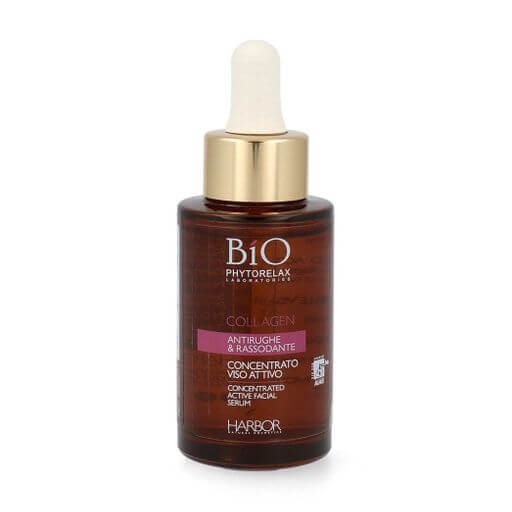 BiO
PHYTORELAX
LABORATORIES
COLLAGEN
ANTIRUGHE
& RASSODANTE
CONCENTRATO
VISO ATTIVO
CONCENTRATED
ACTIVE FACIAL
SERUM
HARBOR